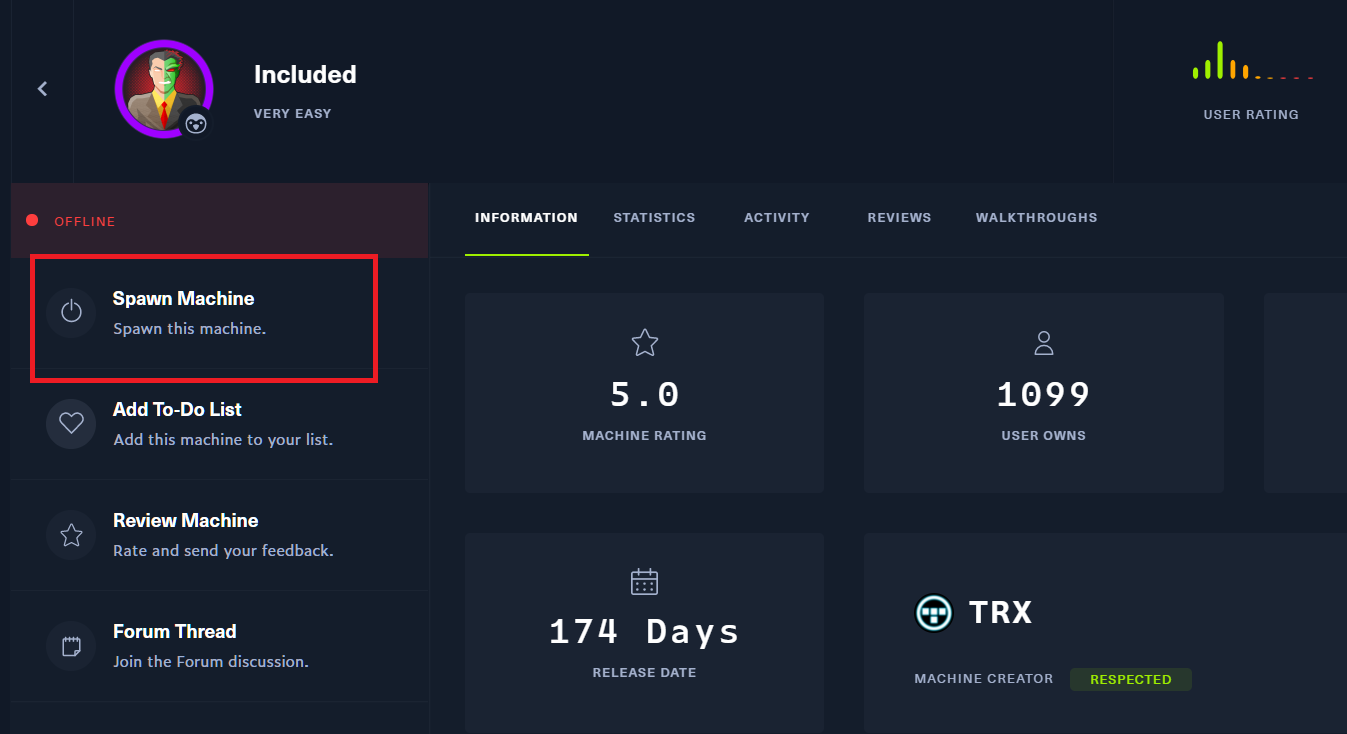 Included
VERY EASY
USER RATING
OFFLINE
INFORMATION STATISTICS ACTIVITY REVIEWS WALKTHROUGHS
Spawn Machine
Spawn this machine.
Add To-Do List
Add this machine to your list.
Review Machine
Rate and send your feedback.
Forum Thread
Join the Forum discussion.
5.0
MACHINE RATING
1099
USER OWNS
174 Days
RELEASE DATE
TRX
MACHINE CREATOR RESPECTED